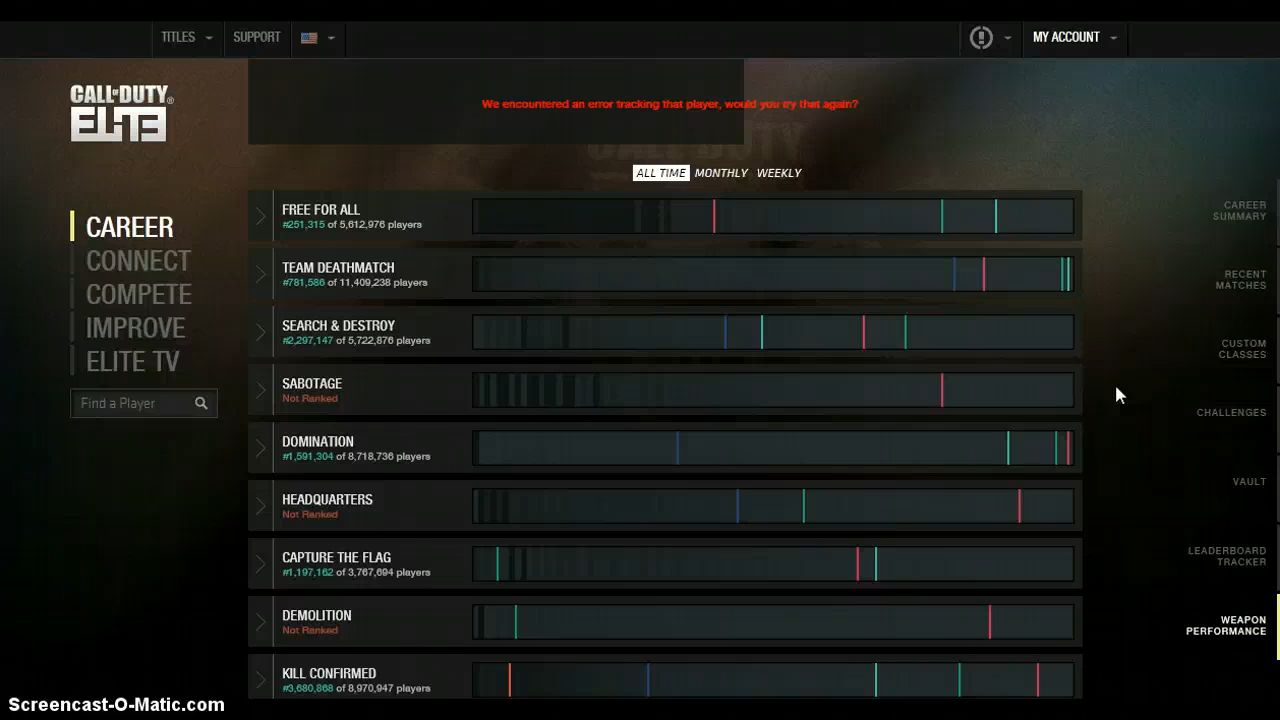 TITLES
SUPPORT
MY ACCOUNT
CALL OF DUTY®
ELITE
We encountered an error tracking that player, would you try that again?
ALL TIME MONTHLY WEEKLY
CAREER
CONNECT
COMPETE
IMPROVE
ELITE TV
Find a Player
FREE FOR ALL
#251,315 of 5,612,976 players
TEAM DEATHMATCH
#781,586 of 11,409,238 players
SEARCH & DESTROY
#2,297,147 of 5,722,876 players
SABOTAGE
Not Ranked
DOMINATION
#1,591,304 of 8,718,736 players
HEADQUARTERS
Not Ranked
CAPTURE THE FLAG
#1,197,162 of 3,767,694 players
DEMOLITION
Not Ranked
KILL CONFIRMED
#3,680,868 of 8,970,947 players
CAREER
SUMMARY
RECENT
MATCHES
CUSTOM
CLASSES
CHALLENGES
VAULT
LEADERBOARD
TRACKER
WEAPON
PERFORMANCE
Screencast-O-Matic.com